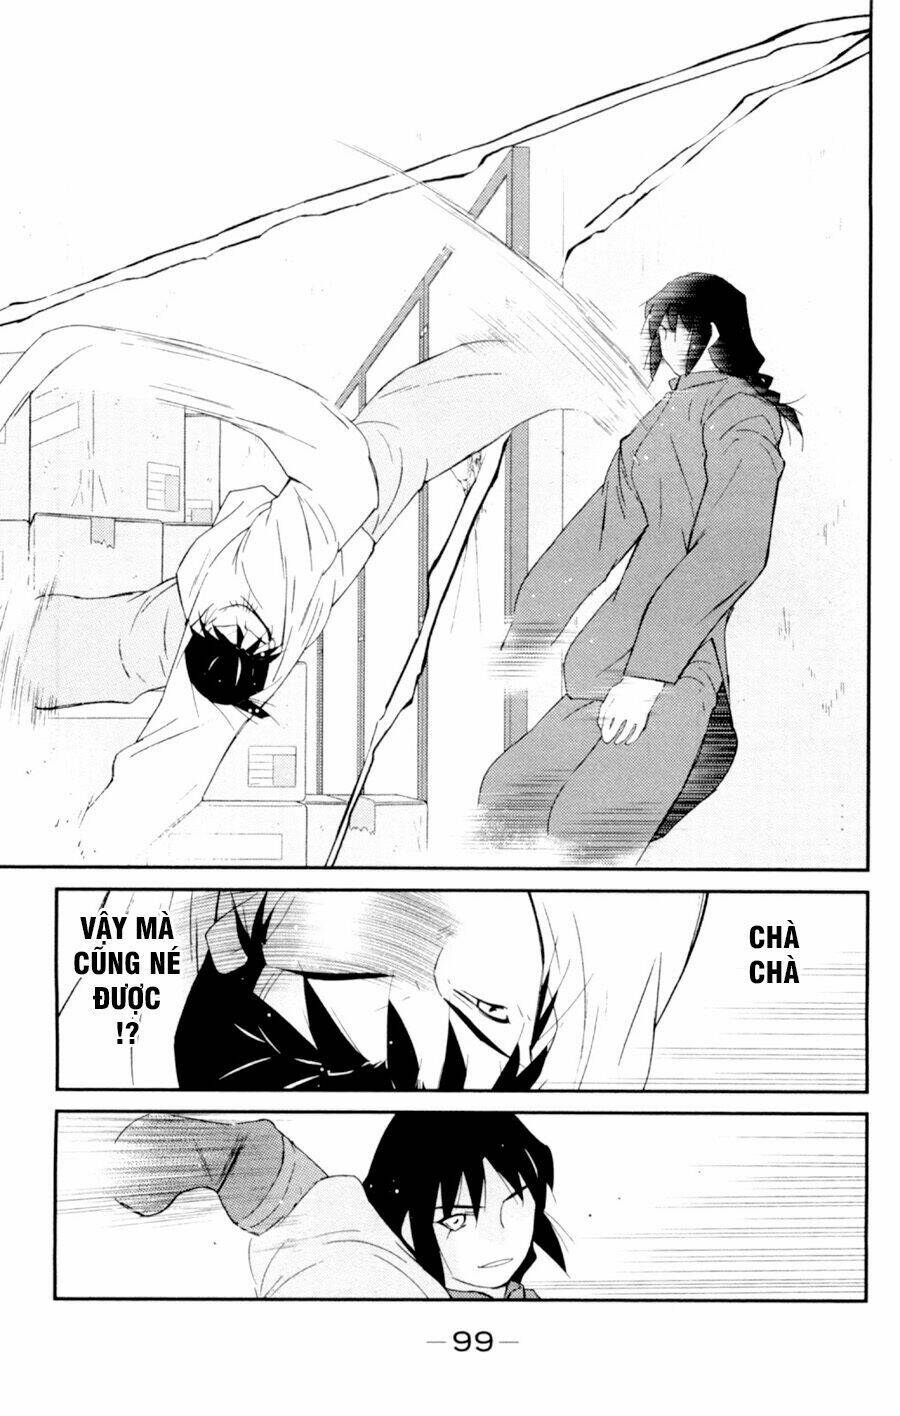 CHÀ
CHÀ
VẬY MÀ
CŨNG NÉ
ĐƯỢC
!?
— 99 —